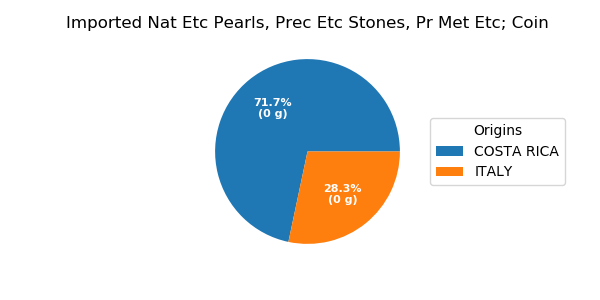 Imported Nat Etc Pearls, Prec Etc Stones, Pr Met Etc; Coin
71.7%
(0 g)
28.3%
(0 g)
Origins
COSTA RICA
ITALY